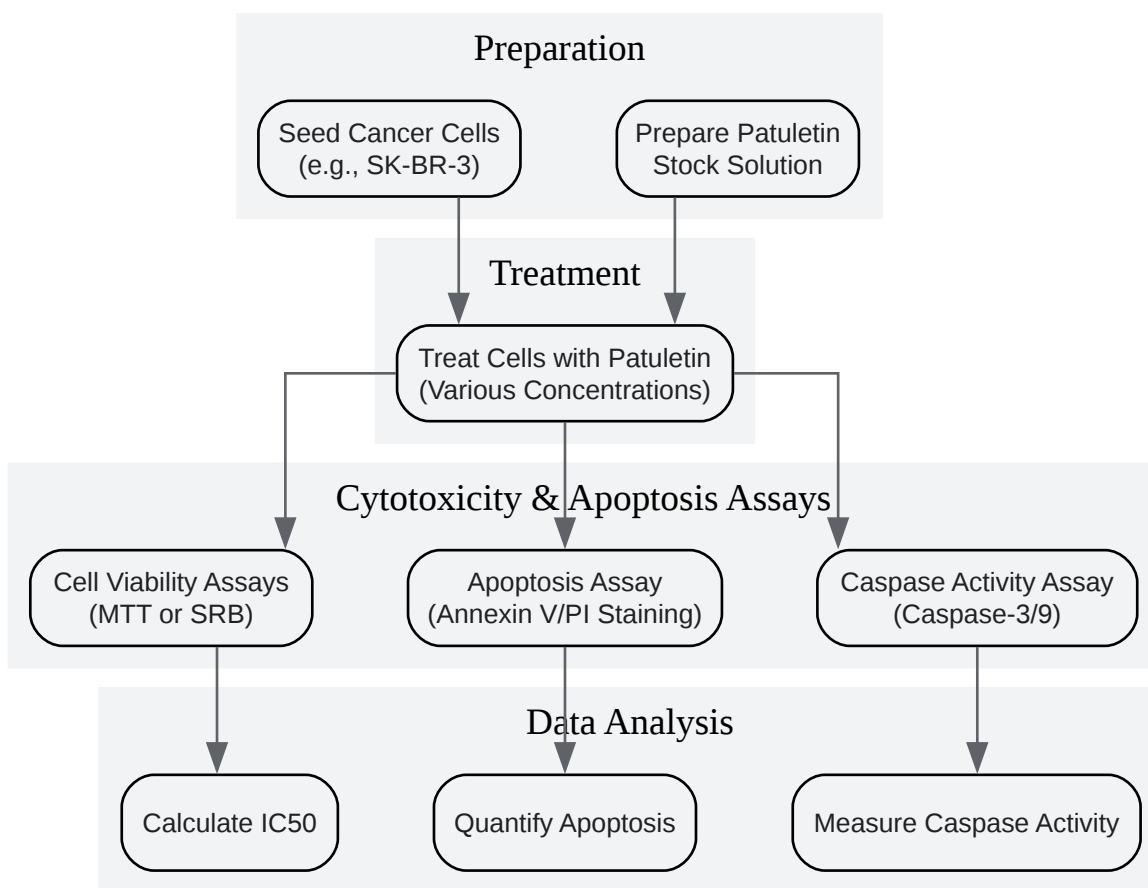 Preparation
Seed Cancer Cells
(e.g., SK-BR-3)
Prepare Patuletin
Stock Solution
Treatment
Treat Cells with Patuletin
(Various Concentrations)
Cytotoxicity & Apoptosis Assays
Cell Viability Assays
(MTT or SRB)
Apoptosis Assay
(Annexin V/PI Staining)
Caspase Activity Assay
(Caspase-3/9)
Data Analysis
Calculate IC50
Quantify Apoptosis
Measure Caspase Activity